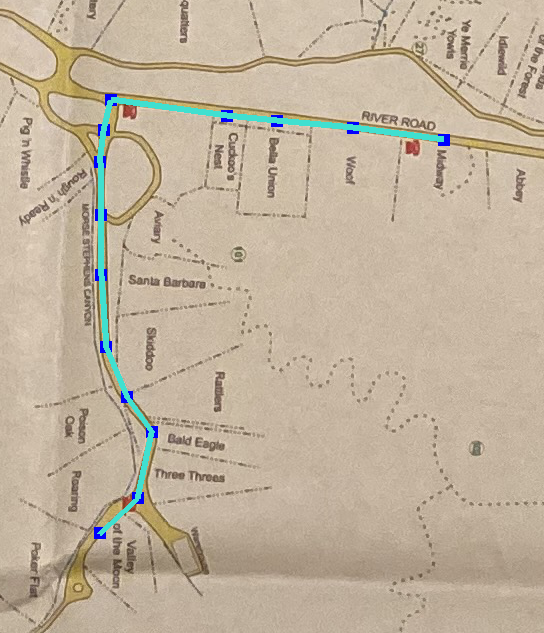 Ye Merrie
Yowls
Idlewild
of the Forest
27
RIVER ROAD
Pig 'n Whistle
Cuckoo's
Nest
Bella Union
Woof
Midway
Abbey
Rough 'n Ready
MORSE STEPHENS CANYON
Aviary
101
Santa Barbara
Skiddoo
Rattlers
Poison
Oak
Bald Eagle
Three Threes
Roaring
Valley
of the Moon
Poker Flat